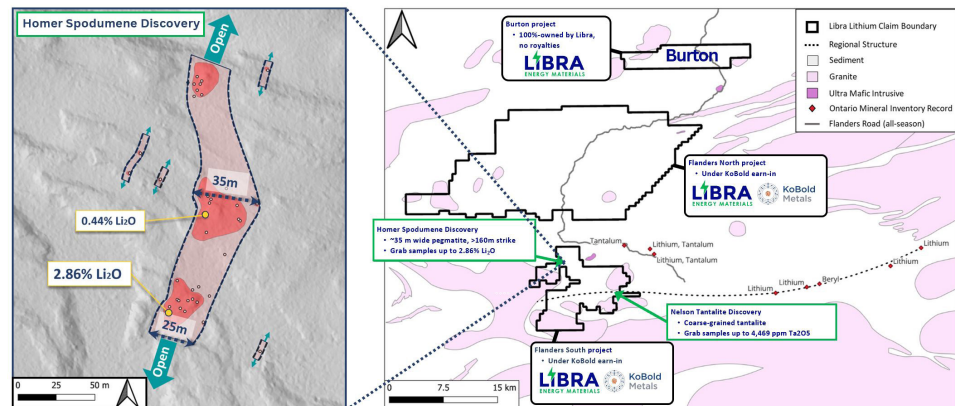 Homer Spodumene Discovery
Open
35m
0.44% Li₂O
2.86% Li₂O
25m
Open
0 25 50 m
Burton project
• 100%-owned by Libra,
no royalties
LIBRA
ENERGY MATERIALS
Burton
Libra Lithium Claim Boundary
Regional Structure
Sediment
Granite
Ultra Mafic Intrusive
Ontario Mineral Inventory Record
Flanders Road (all-season)
Flanders North project
• Under KoBold earn-in
LIBRA
ENERGY MATERIALS
KoBold
Metals
Homer Spodumene Discovery
• ~35 m wide pegmatite, >160m strike
• Grab samples up to 2.86% Li₂O
Tantalum
Lithium, Tantalum
Lithium, Tantalum
Lithium
Lithium
Beryl
Lithium
Lithium
Nelson Tantalite Discovery
• Coarse-grained tantalite
• Grab samples up to 4,469 ppm Ta2O5
Flanders South project
• Under KoBold earn-in
LIBRA
ENERGY MATERIALS
KoBold
Metals
0 7.5 15 km